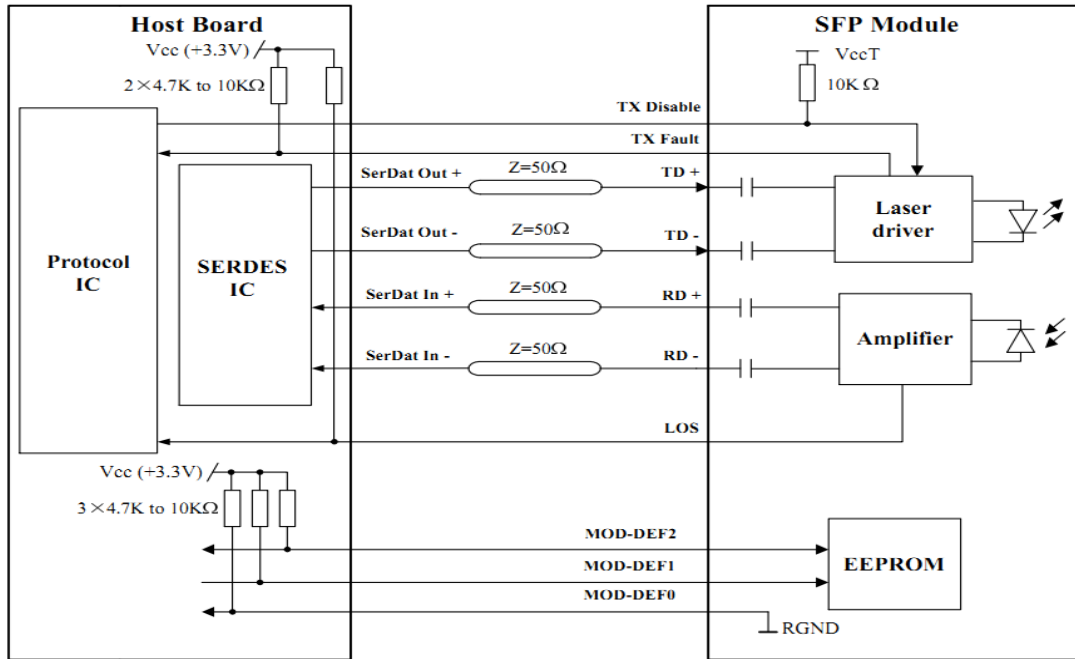 Host Board
SFP Module
Vcc (+3.3V)
2×4.7K to 10KΩ
VccT
10K Ω
TX Disable
TX Fault
SerDat Out +
Z=50Ω
TD +
SerDat Out -
Z=50Ω
TD -
Laser
driver
Protocol
IC
SERDES
IC
SerDat In +
Z=50Ω
RD +
SerDat In -
Z=50Ω
RD -
Amplifier
LOS
Vcc (+3.3V)
3×4.7K to 10KΩ
MOD-DEF2
MOD-DEF1
MOD-DEF0
EEPROM
RGND